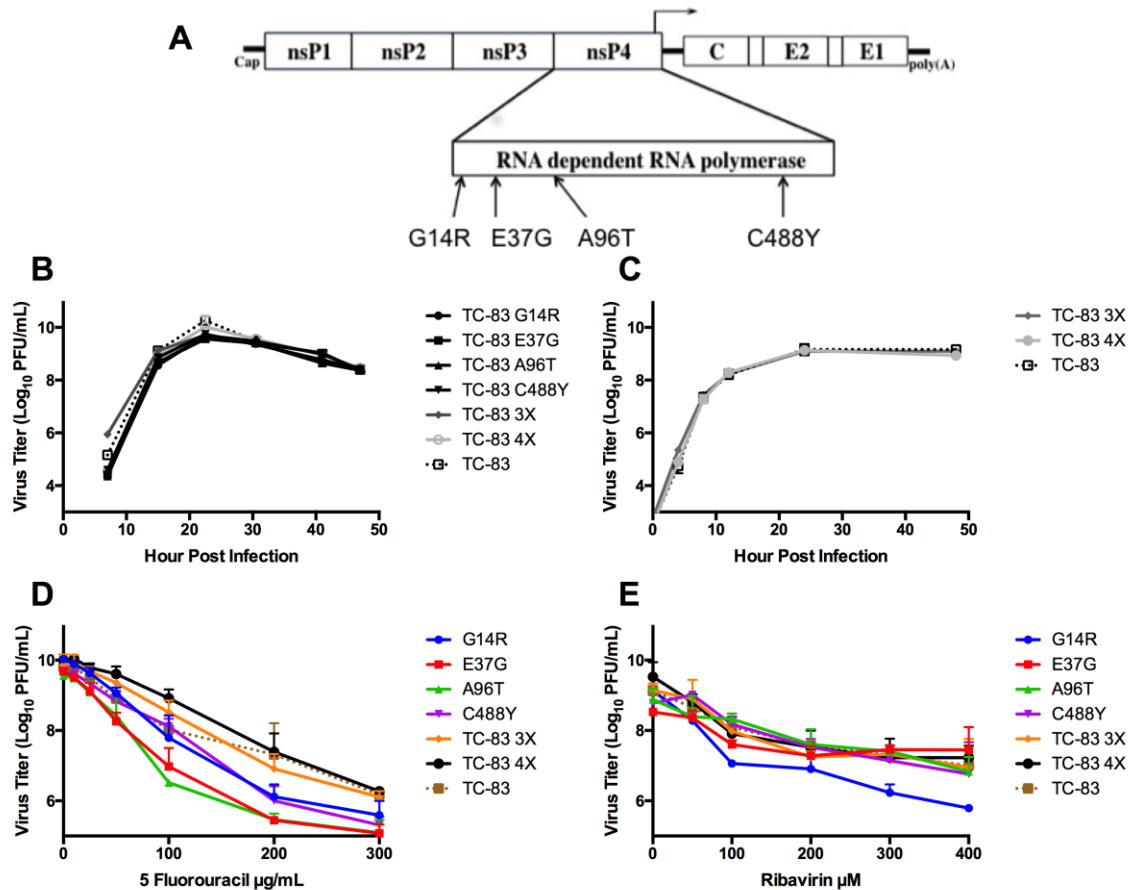 A
Cap nsP1 nsP2 nsP3 nsP4 C E2 E1 poly(A)
RNA dependent RNA polymerase
G14R E37G A96T C488Y
B
Virus Titer (Log10 PFU/mL)
10
8
6
4
0 10 20 30 40 50
Hour Post Infection
TC-83 G14R
TC-83 E37G
TC-83 A96T
TC-83 C488Y
TC-83 3X
TC-83 4X
TC-83
C
Virus Titer (Log10 PFU/mL)
10
8
6
4
0 10 20 30 40 50
Hour Post Infection
TC-83 3X
TC-83 4X
TC-83
D
Virus Titer (Log10 PFU/mL)
10
8
6
0 100 200 300
5 Fluorouracil µg/mL
G14R
E37G
A96T
C488Y
TC-83 3X
TC-83 4X
TC-83
E
Virus Titer (Log10 PFU/mL)
10
8
6
0 100 200 300 400
Ribavirin µM
G14R
E37G
A96T
C488Y
TC-83 3X
TC-83 4X
TC-83